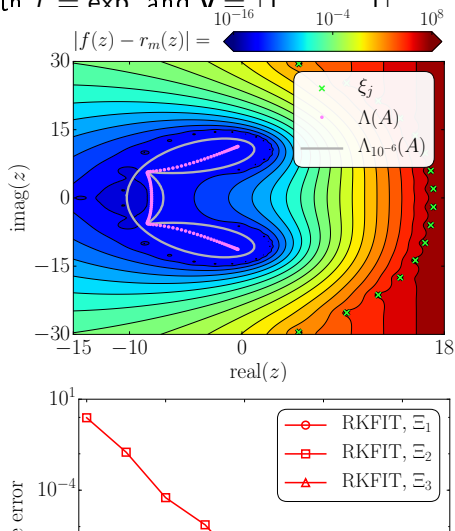 10^{-16} 10^{-4} 10^{8}
|f(z) − r_m(z)| =
30
15
0
−15
−30
imag(z)
ξ_j
Λ(A)
Λ_{10^{-6}}(A)
−15 −10 0 18
real(z)
10^1
10^{-4}
error
RKFIT, Ξ_1
RKFIT, Ξ_2
RKFIT, Ξ_3